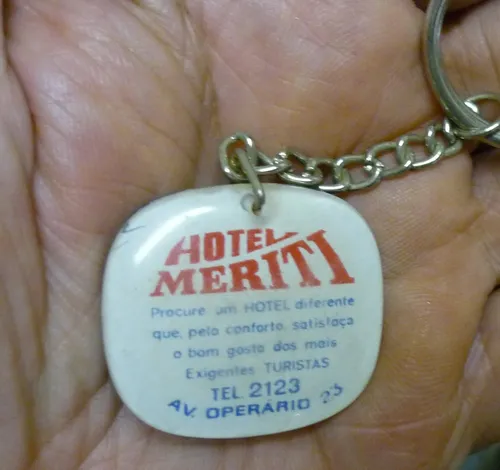 HOTEL
MERITI
Procure um HOTEL diferente
que, pelo conforto, satisfaça
o bom gosto dos mais
Exigentes TURISTAS
TEL. 2123
AV. OPERÁRIO